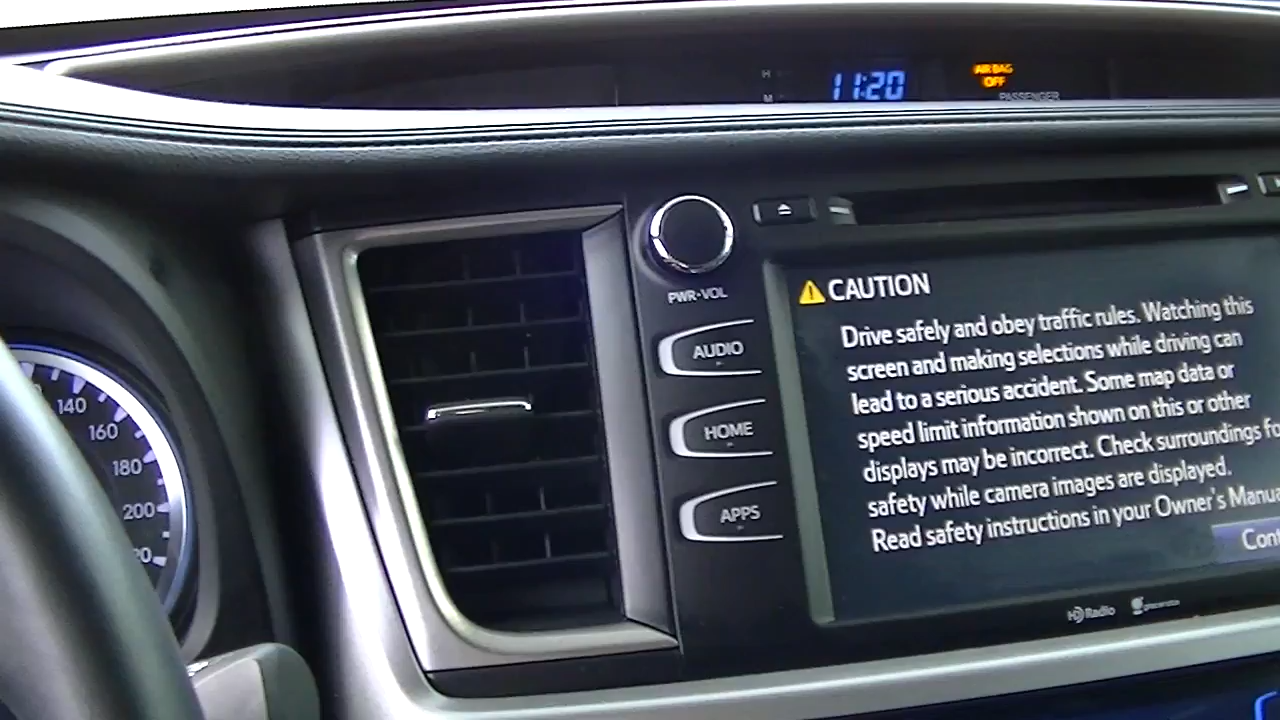 H
M
11:20
AIRBAG
OFF
PASSENGER
PWR•VOL
AUDIO
HOME
APPS
CAUTION
Drive safely and obey traffic rules. Watching this
screen and making selections while driving can
lead to a serious accident. Some map data or
speed limit information shown on this or other
displays may be incorrect. Check surroundings fo
safety while camera images are displayed.
Read safety instructions in your Owner's Manua
Cont
HD Radio
140
160
180
200
20